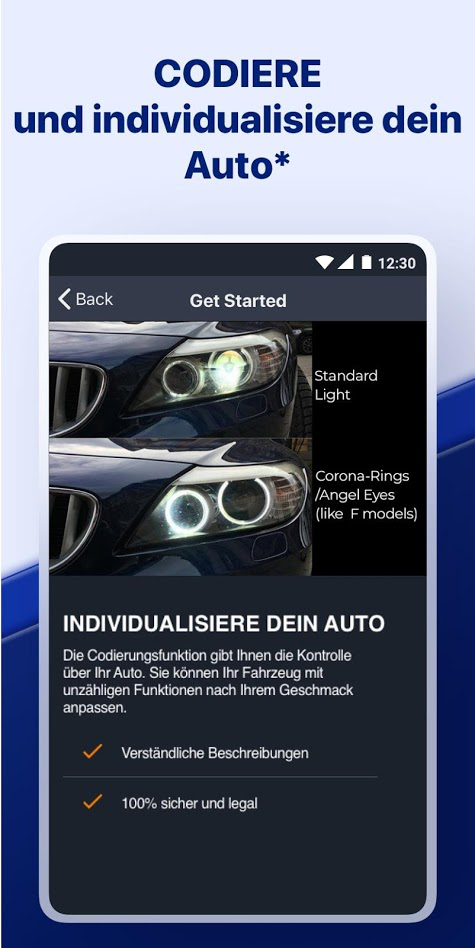 CODIERE
und individualisiere dein
Auto*
12:30
Back
Get Started
Standard
Light
Corona-Rings
/Angel Eyes
(like F models)
INDIVIDUALISIERE DEIN AUTO
Die Codierungsfunktion gibt Ihnen die Kontrolle
über Ihr Auto. Sie können Ihr Fahrzeug mit
unzähligen Funktionen nach Ihrem Geschmack
anpassen.
Verständliche Beschreibungen
100% sicher und legal